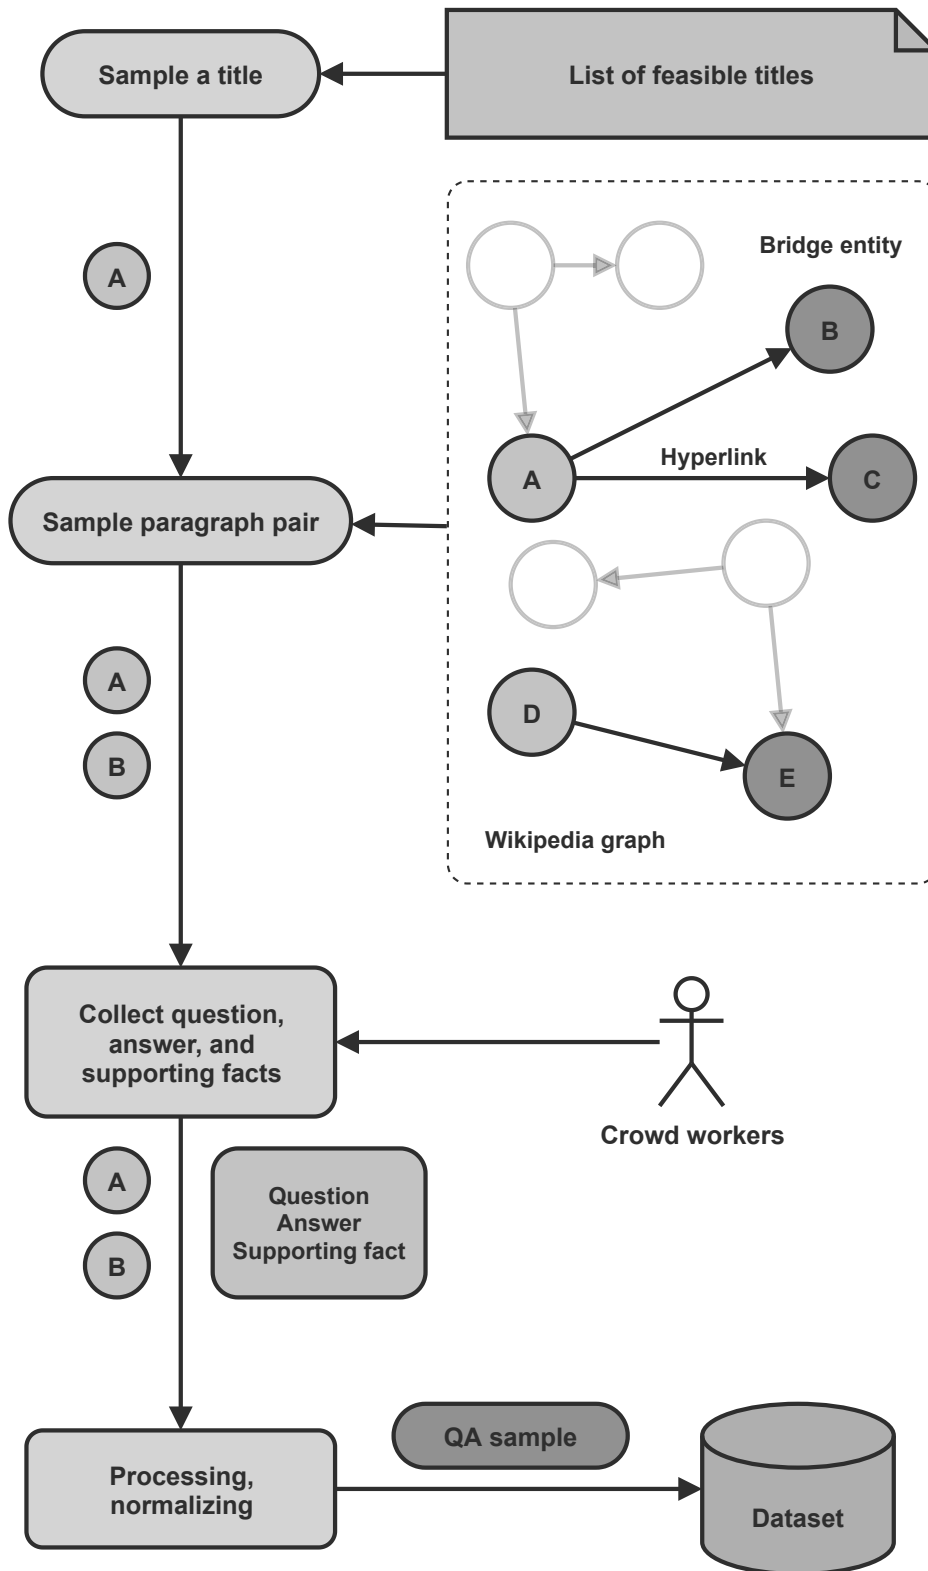 Sample a title
List of feasible titles
A
Bridge entity
B
A
Hyperlink
C
Sample paragraph pair
A
B
D
E
Wikipedia graph
Collect question,
answer, and
supporting facts
Crowd workers
A
B
Question
Answer
Supporting fact
QA sample
Processing,
normalizing
Dataset